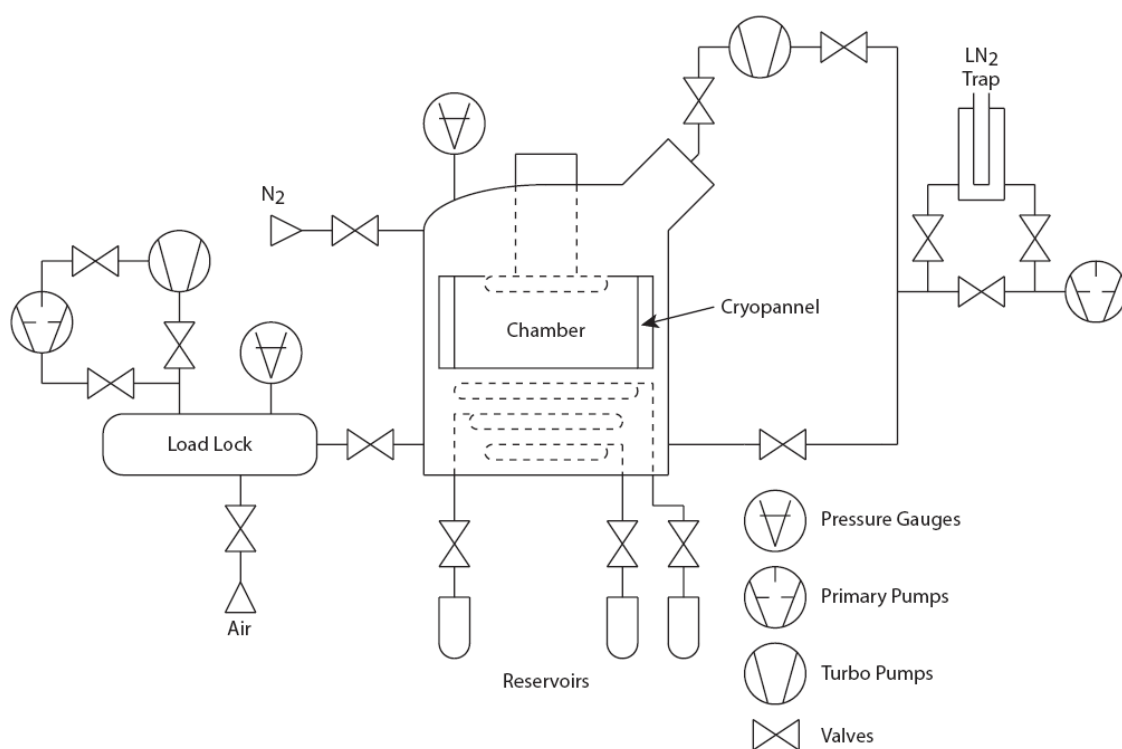 LN2
Trap
N2
Cryopannel
Chamber
Load Lock
Air
Reservoirs
Pressure Gauges
Primary Pumps
Turbo Pumps
Valves